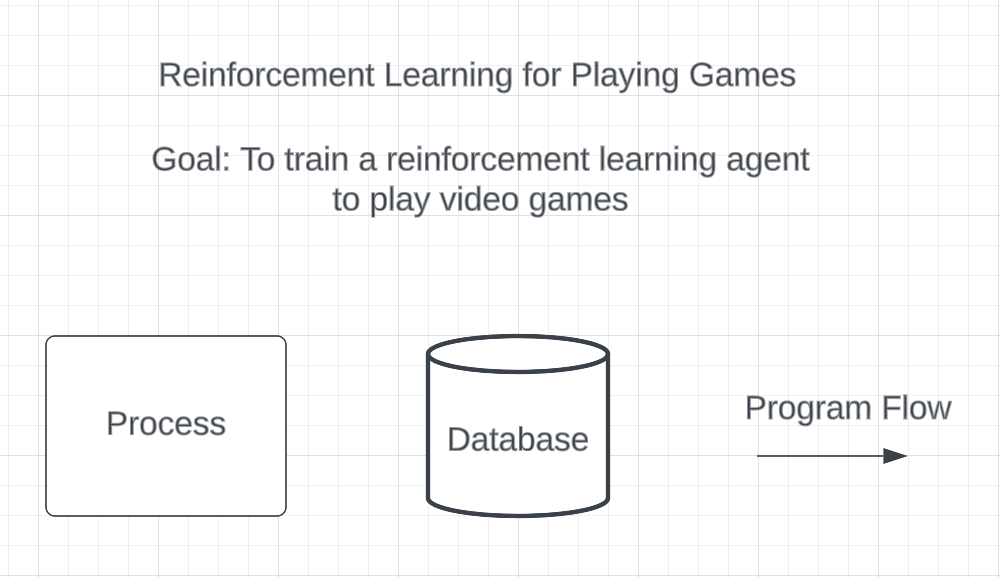 Reinforcement Learning for Playing Games
Goal: To train a reinforcement learning agent
to play video games
Process
Database
Program Flow